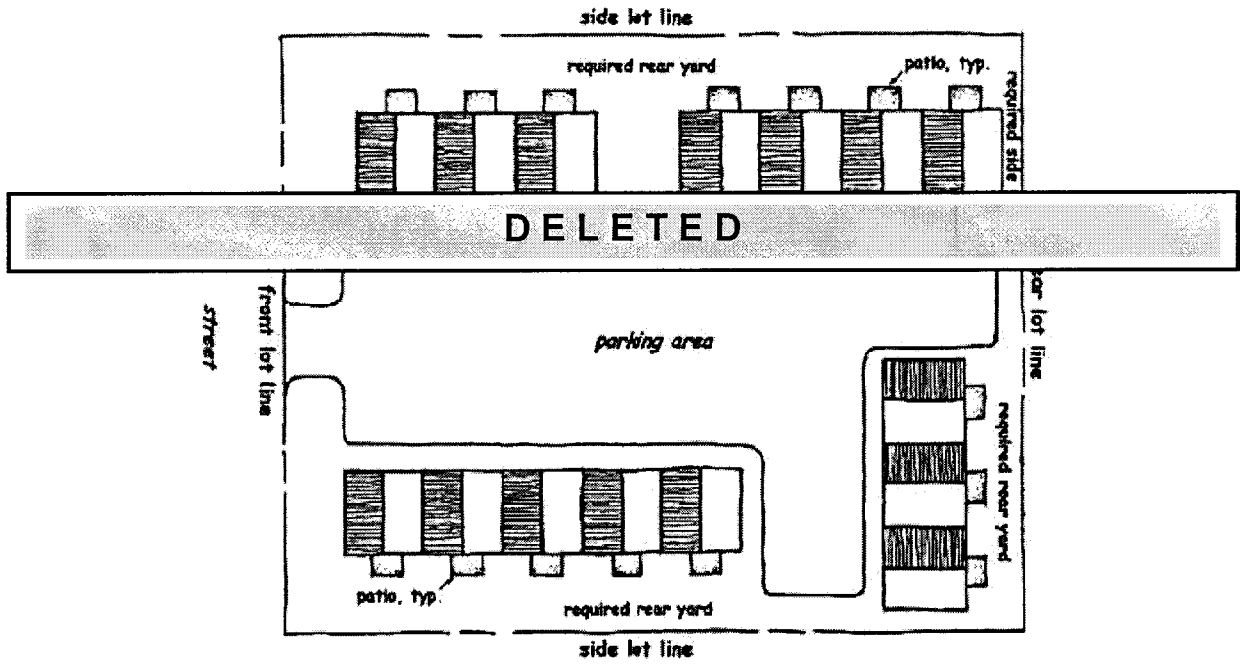 side lot line
required rear yard
patio, typ.
required side
DELETED
street
front lot line
parking area
lot line
required rear yard
patio, typ.
required rear yard
side lot line